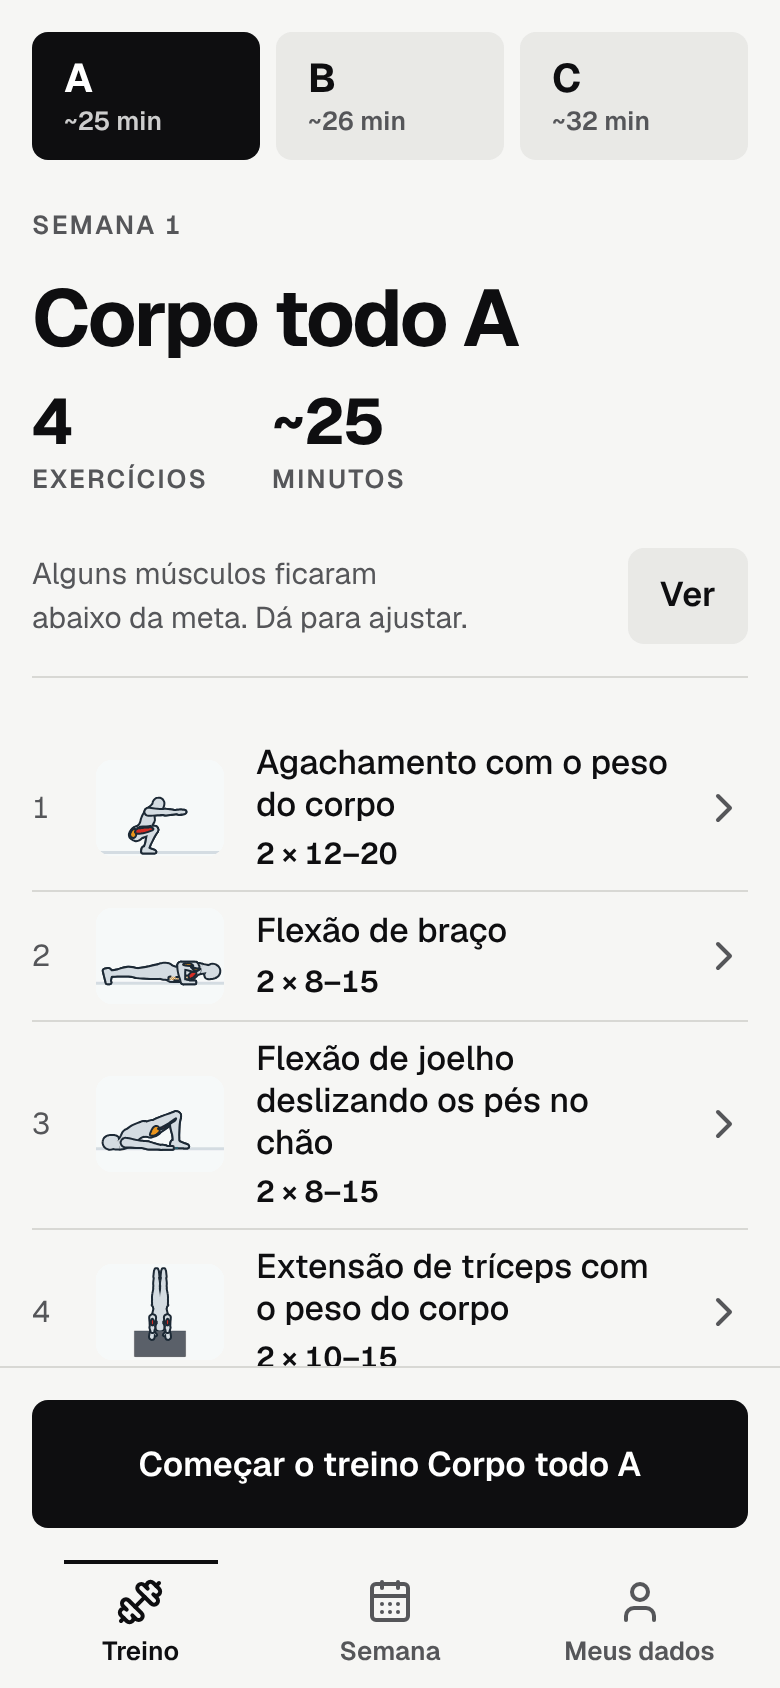 A
~25 min
B
~26 min
C
~32 min
SEMANA 1
Corpo todo A
4
EXERCÍCIOS
~25
MINUTOS
Alguns músculos ficaram
abaixo da meta. Dá para ajustar.
Ver
1
Agachamento com o peso
do corpo
2 × 12–20
2
Flexão de braço
2 × 8–15
3
Flexão de joelho
deslizando os pés no
chão
2 × 8–15
4
Extensão de tríceps com
o peso do corpo
2 × 10–15
Começar o treino Corpo todo A
Treino
Semana
Meus dados